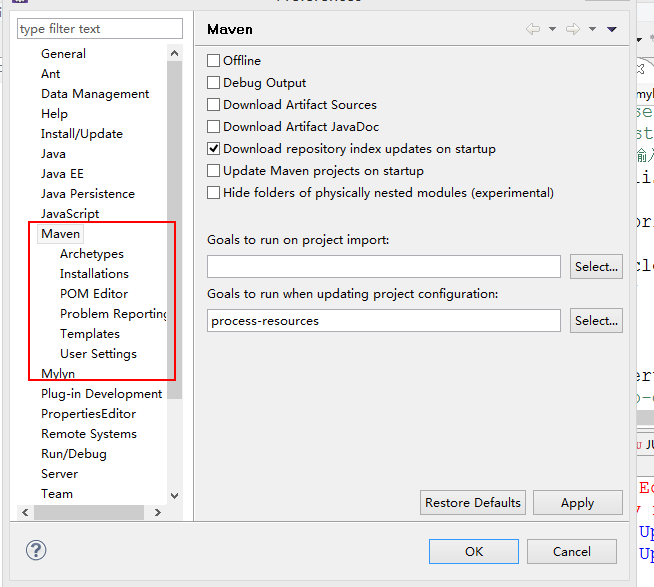 type filter text
General
Ant
Data Management
Help
Install/Update
Java
Java EE
Java Persistence
JavaScript
Maven
Archetypes
Installations
POM Editor
Problem Reporting
Templates
User Settings
Mylyn
Plug-in Development
PropertiesEditor
Remote Systems
Run/Debug
Server
Team
Maven
Offline
Debug Output
Download Artifact Sources
Download Artifact JavaDoc
Download repository index updates on startup
Update Maven projects on startup
Hide folders of physically nested modules (experimental)
Goals to run on project import:
Select...
Goals to run when updating project configuration:
process-resources
Select...
Restore Defaults
Apply
OK
Cancel